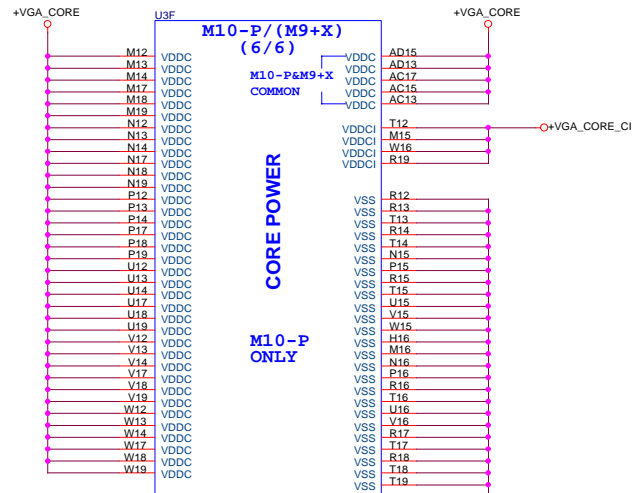 +VGA_CORE
U3F
+VGA_CORE
M10-P/(M9+X)
(6/6)
M10-P&M9+X
COMMON
CORE POWER
M10-P
ONLY
M12 VDDC
M13 VDDC
M14 VDDC
M17 VDDC
M18 VDDC
M19 VDDC
N12 VDDC
N13 VDDC
N14 VDDC
N17 VDDC
N18 VDDC
N19 VDDC
P12 VDDC
P13 VDDC
P14 VDDC
P17 VDDC
P18 VDDC
P19 VDDC
U12 VDDC
U13 VDDC
U14 VDDC
U17 VDDC
U18 VDDC
U19 VDDC
V12 VDDC
V13 VDDC
V14 VDDC
V17 VDDC
V18 VDDC
V19 VDDC
W12 VDDC
W13 VDDC
W14 VDDC
W17 VDDC
W18 VDDC
W19 VDDC
VDDC AD15
VDDC AD13
VDDC AC17
VDDC AC15
VDDC AC13
VDDCI T12
+VGA_CORE_CI
VDDCI M15
VDDCI W16
VDDCI R19
VSS R12
VSS R13
VSS T13
VSS R14
VSS T14
VSS N15
VSS P15
VSS R15
VSS T15
VSS U15
VSS V15
VSS W15
VSS H16
VSS M16
VSS N16
VSS P16
VSS R16
VSS T16
VSS U16
VSS V16
VSS R17
VSS T17
VSS R18
VSS T18
VSS T19